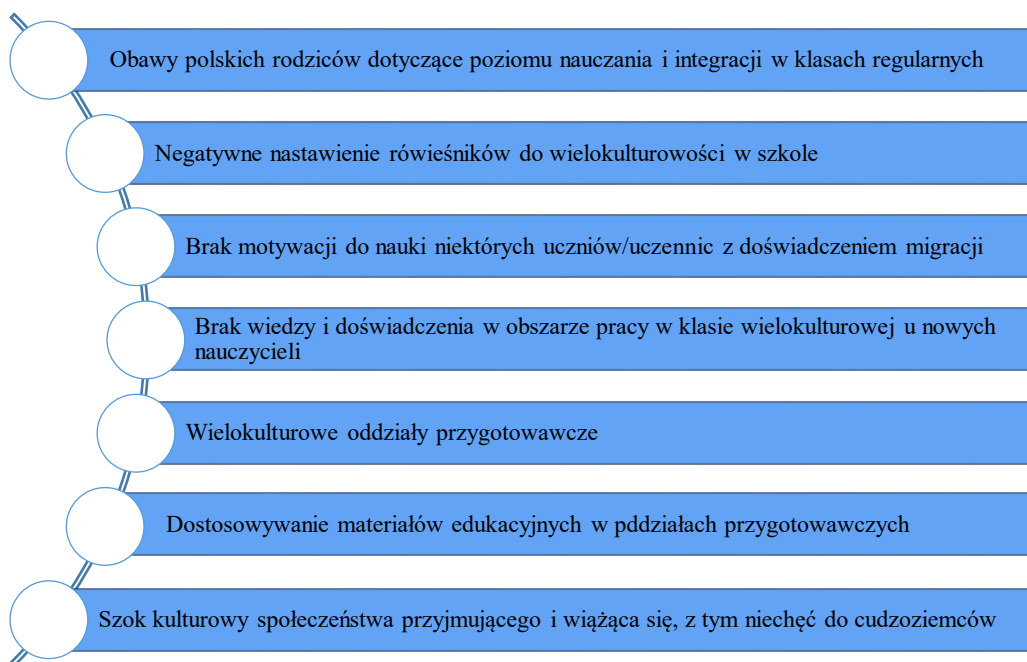 Obawy polskich rodziców dotyczące poziomu nauczania i integracji w klasach regularnych
Negatywne nastawienie rówieśników do wielokulturowości w szkole
Brak motywacji do nauki niektórych uczniów/uczennic z doświadczeniem migracji
Brak wiedzy i doświadczenia w obszarze pracy w klasie wielokulturowej u nowych
nauczycieli
Wielokulturowe oddziały przygotowawcze
Dostosowywanie materiałów edukacyjnych w pddziałach przygotowawczych
Szok kulturowy społeczeństwa przyjmującego i wiążąca się, z tym niechęć do cudzoziemców